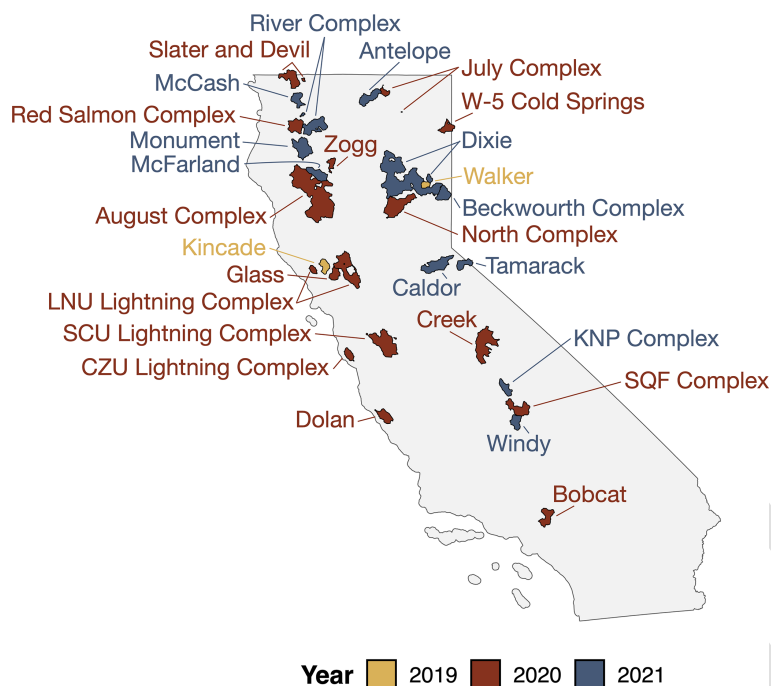 River Complex
Slater and Devil
Antelope
July Complex
McCash
W-5 Cold Springs
Red Salmon Complex
Monument
Zogg
Dixie
McFarland
Walker
Beckwourth Complex
August Complex
North Complex
Kincade
Glass
Tamarack
Caldor
LNU Lightning Complex
Creek
SCU Lightning Complex
KNP Complex
CZU Lightning Complex
SQF Complex
Dolan
Windy
Bobcat
Year 2019 2020 2021